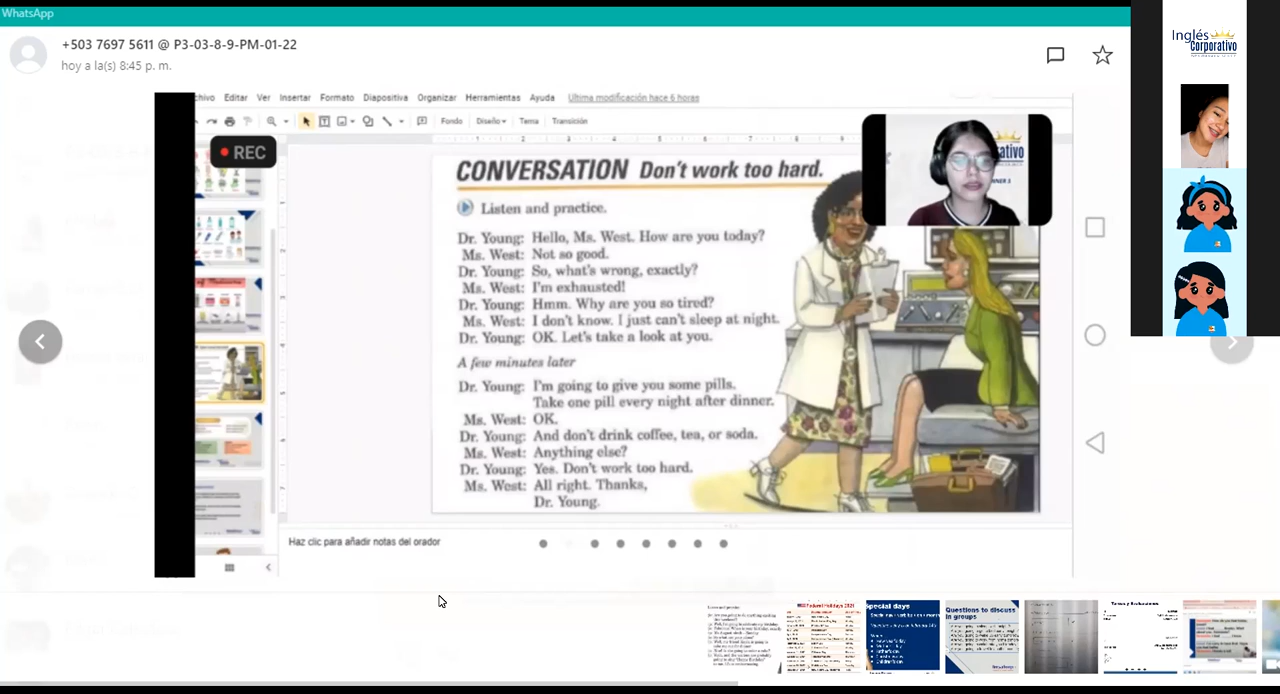 WhatsApp
+503 7697 5611 @ P3-03-8-9-PM-01-22
hoy a la(s) 8:45 p. m.
Inglés
Corporativo
chivo Editar Ver Insertar Formato Diapositiva Organizar Herramientas Ayuda Última modificación hace 6 horas
Fondo Diseño Tema Transición
REC
CONVERSATION Don't work too hard.
Listen and practice.
Dr. Young: Hello, Ms. West. How are you today?
Ms. West: Not so good.
Dr. Young: So, what's wrong, exactly?
Ms. West: I'm exhausted!
Dr. Young: Hmm. Why are you so tired?
Ms. West: I don't know. I just can't sleep at night.
Dr. Young: OK. Let's take a look at you.
A few minutes later
Dr. Young: I'm going to give you some pills.
Take one pill every night after dinner.
Ms. West: OK.
Dr. Young: And don't drink coffee, tea, or soda.
Ms. West: Anything else?
Dr. Young: Yes. Don't work too hard.
Ms. West: All right. Thanks,
Dr. Young.
Haz clic para añadir notas del orador
Federal Holidays
Special days
Questions to discuss
in groups